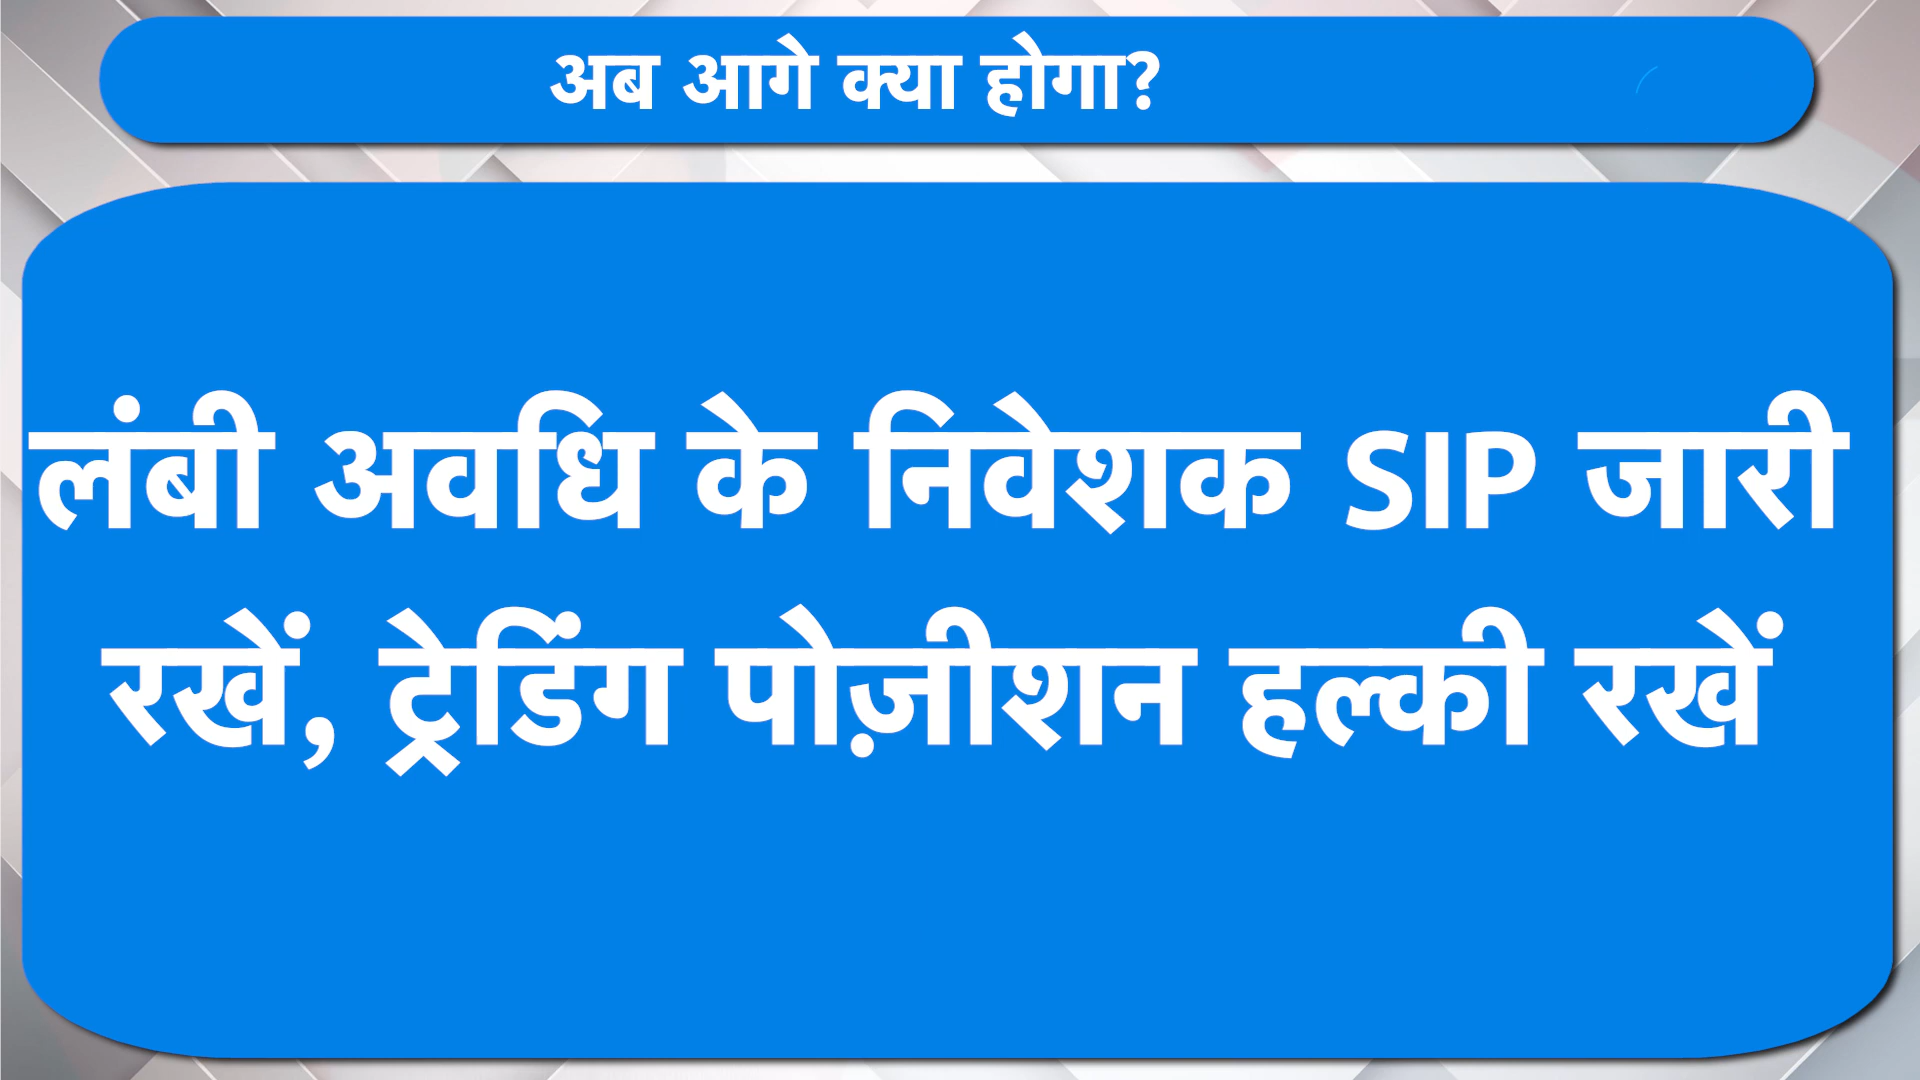 अब आगे क्या होगा?
लंबी अवधि के निवेशक SIP जारी
रखें, ट्रेडिंग पोज़ीशन हल्की रखें